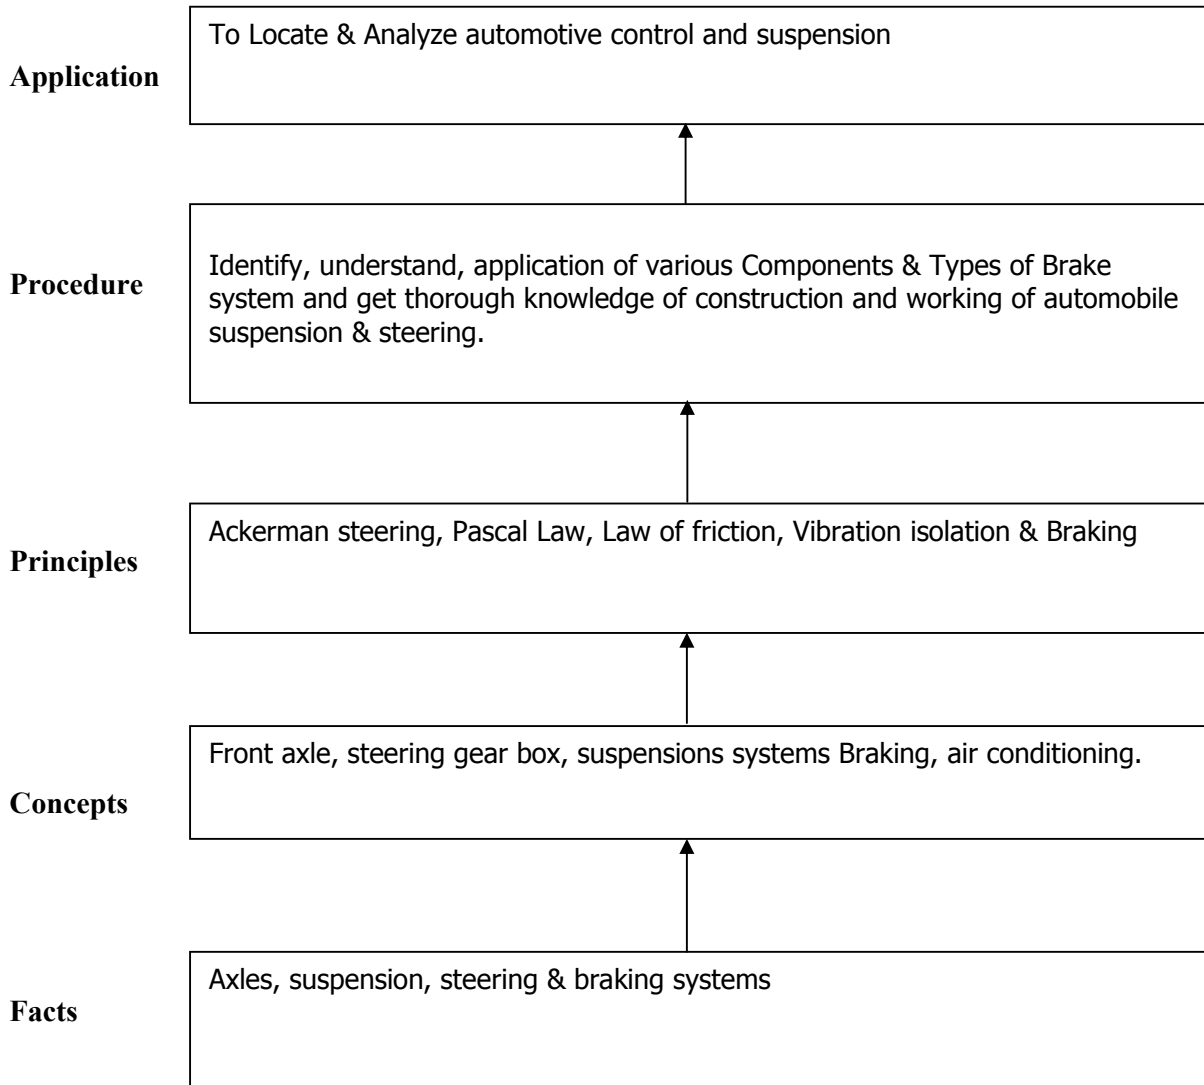 To Locate & Analyze automotive control and suspension
Application
Identify, understand, application of various Components & Types of Brake
Procedure
system and get thorough knowledge of construction and working of automobile
suspension & steering.
Ackerman steering, Pascal Law, Law of friction, Vibration isolation & Braking
Principles
Front axle, steering gear box, suspensions systems Braking, air conditioning.
Concepts
Axles, suspension, steering & braking systems
Facts